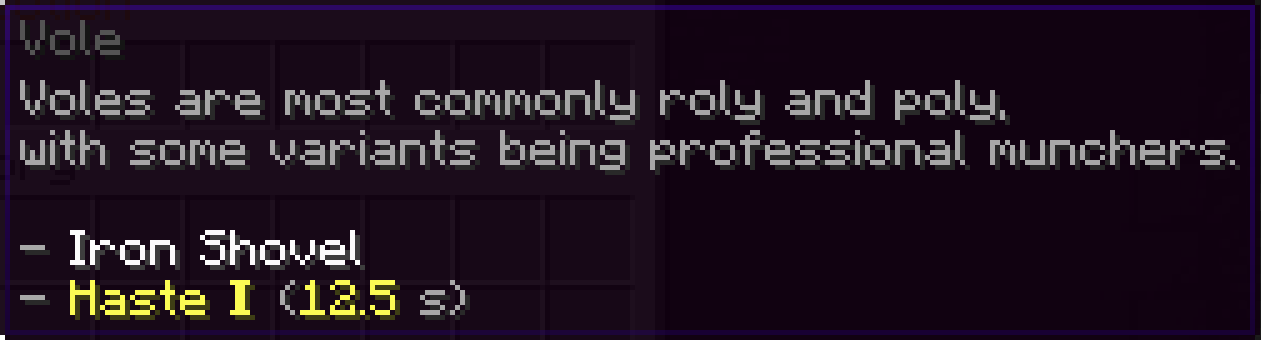 Vole
Voles are most commonly roly and poly,
with some variants being professional munchers.
- Iron Shovel
- Haste I (12.5 s)